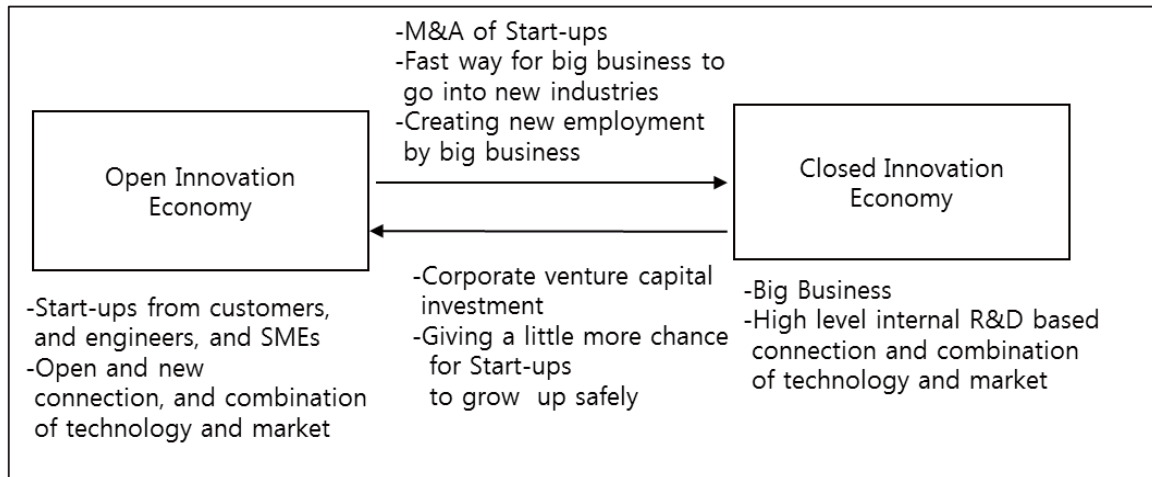 -M&A of Start-ups
-Fast way for big business to
go into new industries
-Creating new employment
by big business
Open Innovation
Economy
Closed Innovation
Economy
-Corporate venture capital
investment
-Giving a little more chance
for Start-ups
to grow up safely
-Start-ups from customers,
and engineers, and SMEs
-Open and new
connection, and combination
of technology and market
-Big Business
-High level internal R&D based
connection and combination
of technology and market